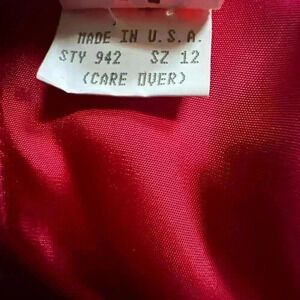 MADE IN U.S.A.
STY 942 SZ 12
(CARE OVER)